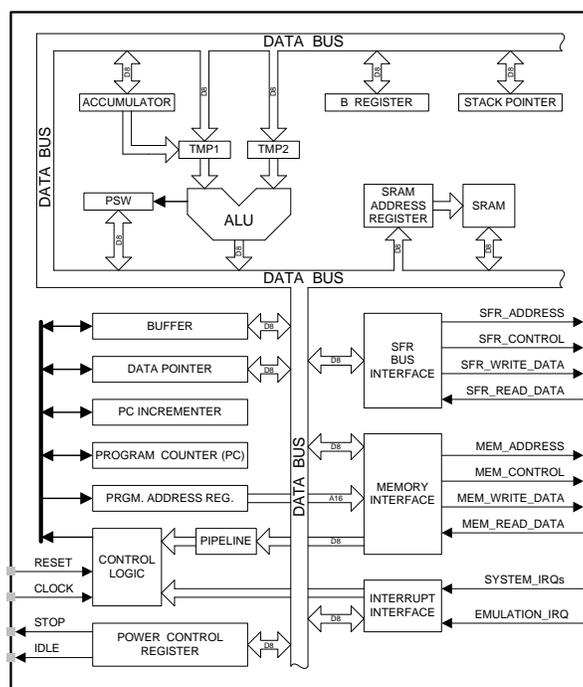 DATA BUS
D8
D8
D8
D8
D8
ACCUMULATOR
B REGISTER
STACK POINTER
DATA BUS
TMP1
TMP2
PSW
ALU
SRAM
ADDRESS
REGISTER
SRAM
D8
D8
D8
D8
DATA BUS
BUFFER
D8
DATA POINTER
D8
PC INCREMENTER
PROGRAM COUNTER (PC)
PRGM. ADDRESS REG.
A16
PIPELINE
D8
CONTROL
LOGIC
RESET
CLOCK
STOP
IDLE
POWER CONTROL
REGISTER
D8
DATA BUS
D8
SFR
BUS
INTERFACE
SFR_ADDRESS
SFR_CONTROL
SFR_WRITE_DATA
SFR_READ_DATA
D8
MEMORY
INTERFACE
MEM_ADDRESS
MEM_CONTROL
MEM_WRITE_DATA
MEM_READ_DATA
INTERRUPT
INTERFACE
D8
SYSTEM_IRQs
EMULATION_IRQ